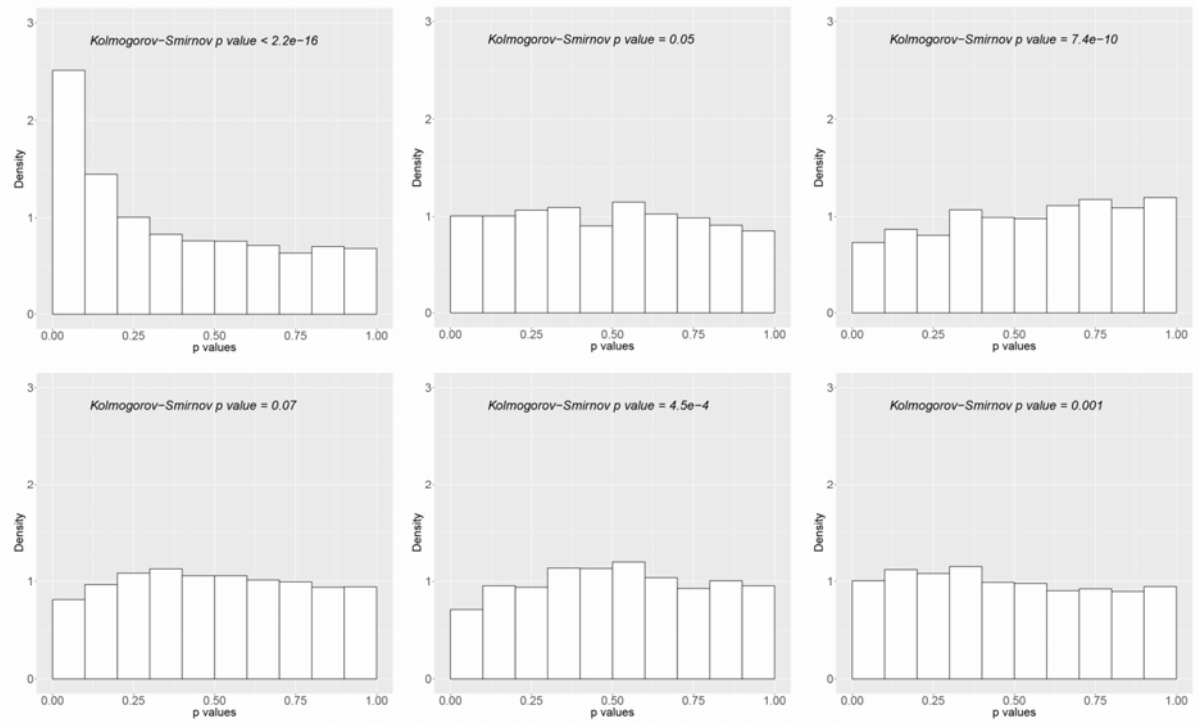 3
Kolmogorov−Smirnov p value < 2.2e−16
2
Density
1
0
0.00 0.25 0.50 0.75 1.00
p values
3
Kolmogorov−Smirnov p value = 0.05
2
Density
1
0
0.00 0.25 0.50 0.75 1.00
p values
3
Kolmogorov−Smirnov p value = 7.4e−10
2
Density
1
0
0.00 0.25 0.50 0.75 1.00
p values
3
Kolmogorov−Smirnov p value = 0.07
2
Density
1
0
0.00 0.25 0.50 0.75 1.00
p values
3
Kolmogorov−Smirnov p value = 4.5e−4
2
Density
1
0
0.00 0.25 0.50 0.75 1.00
p values
3
Kolmogorov−Smirnov p value = 0.001
2
Density
1
0
0.00 0.25 0.50 0.75 1.00
p values